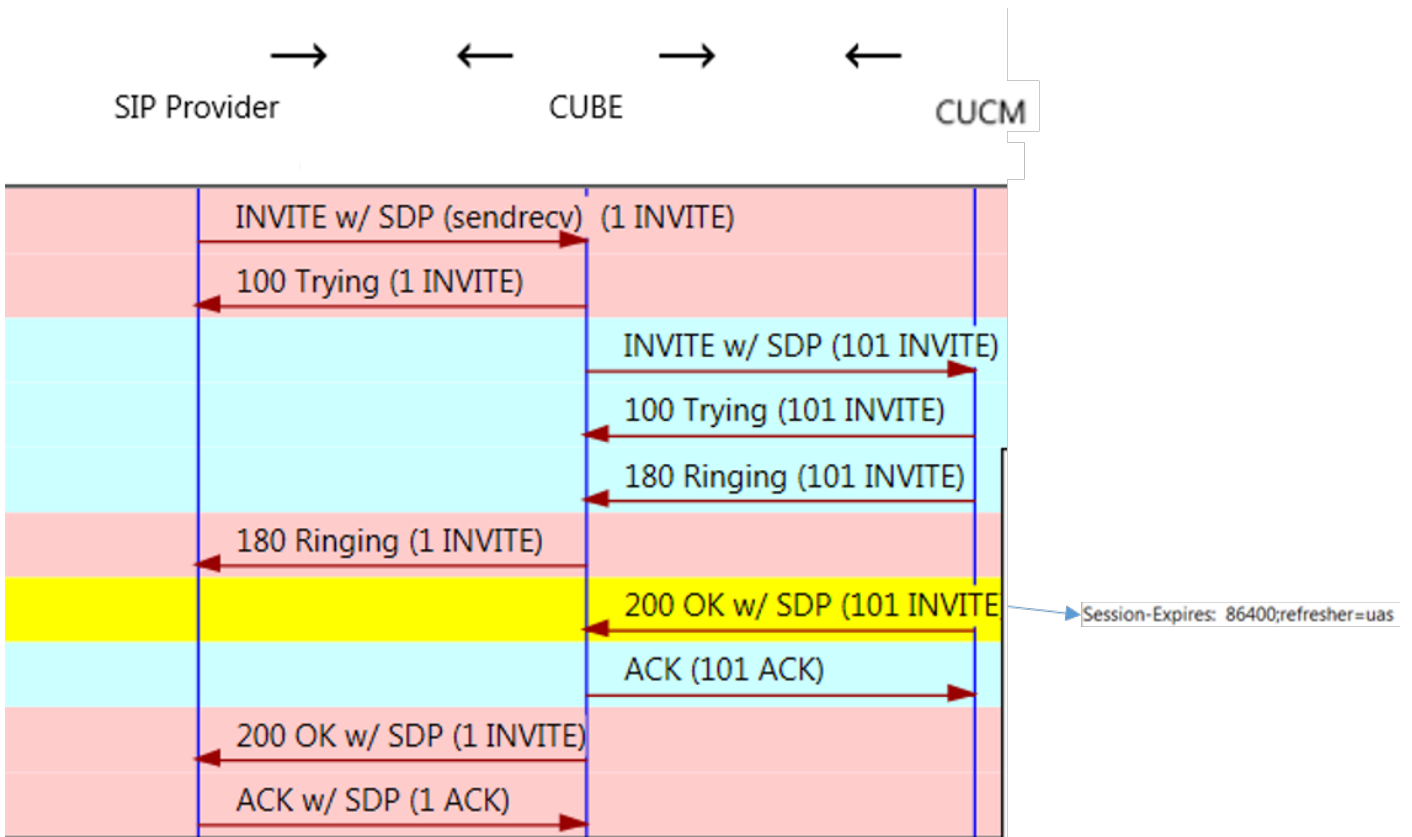 SIP Provider CUBE CUCM
INVITE w/ SDP (sendrecv) (1 INVITE)
100 Trying (1 INVITE)
INVITE w/ SDP (101 INVITE)
100 Trying (101 INVITE)
180 Ringing (101 INVITE)
180 Ringing (1 INVITE)
200 OK w/ SDP (101 INVITE
Session-Expires: 86400;refresher=uas
ACK (101 ACK)
200 OK w/ SDP (1 INVITE)
ACK w/ SDP (1 ACK)